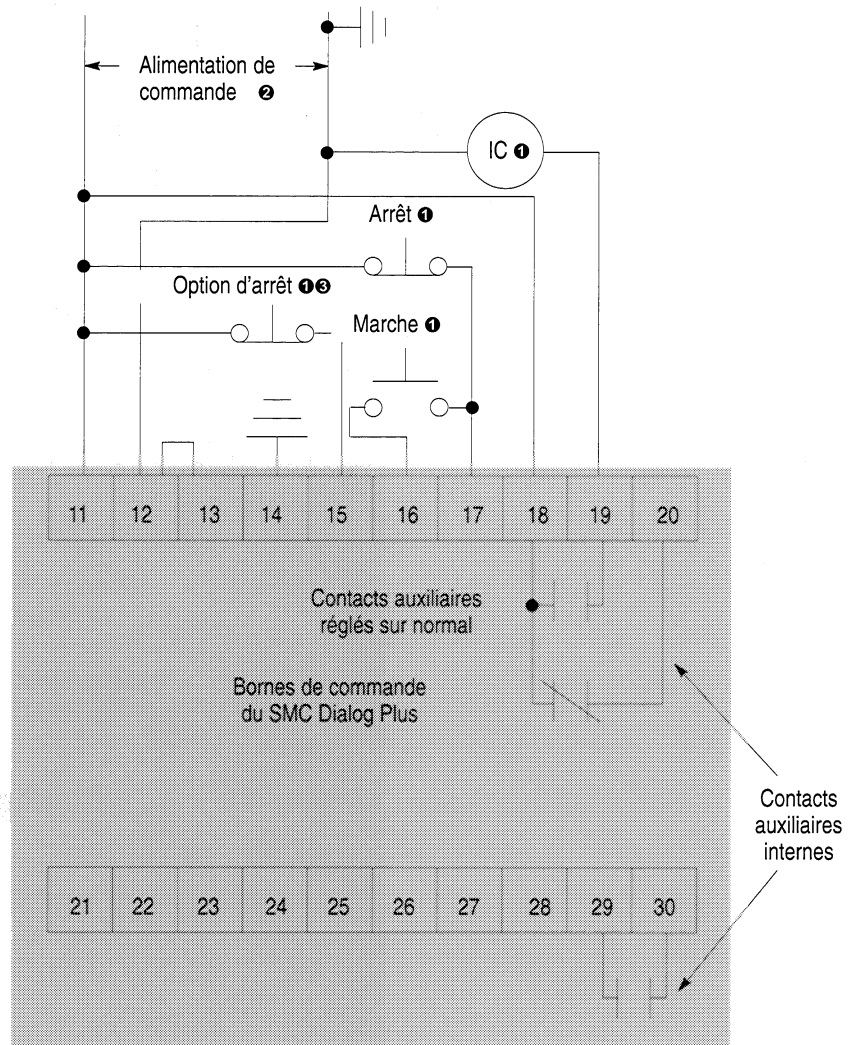 Alimentation de
commande ❷
IC ❶
Arrêt ❶
Option d'arrêt ❶❸
Marche ❶
11 12 13 14 15 16 17 18 19 20
Contacts auxiliaires
réglés sur normal
Bornes de commande
du SMC Dialog Plus
Contacts
auxiliaires
internes
21 22 23 24 25 26 27 28 29 30